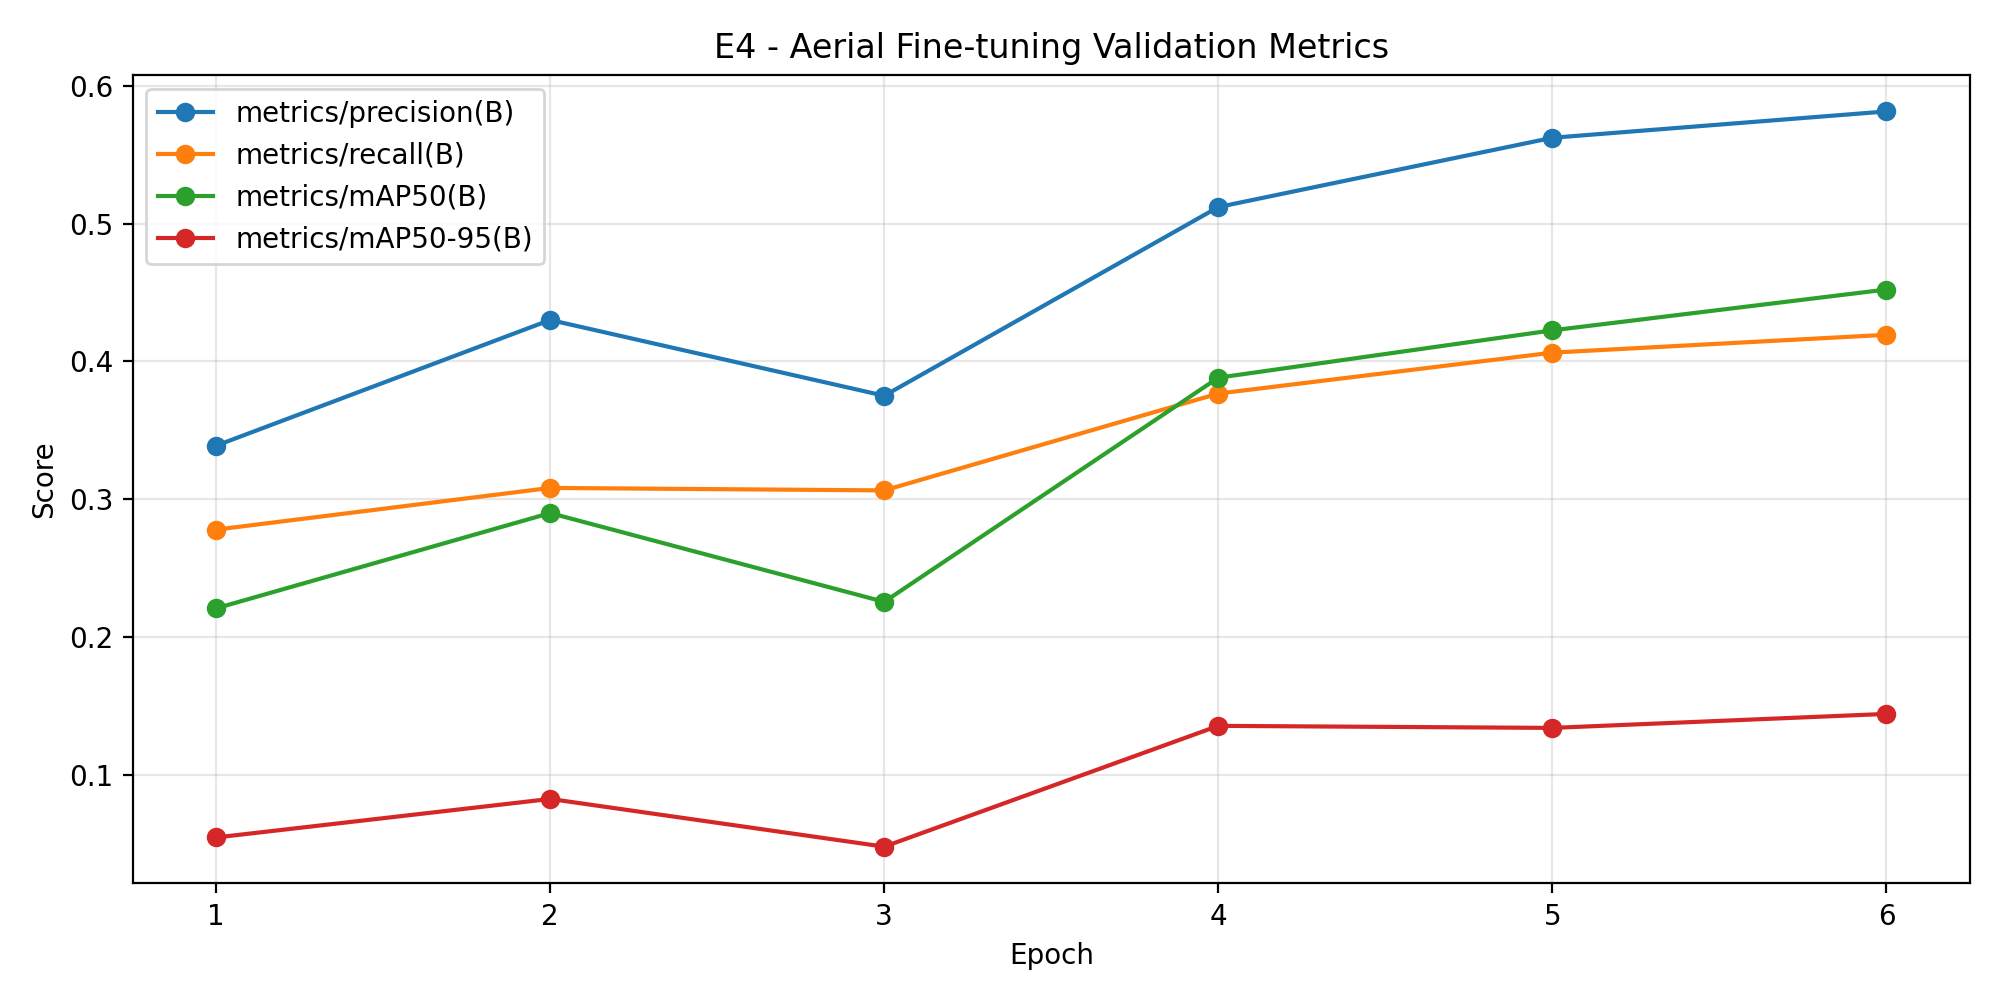 E4 - Aerial Fine-tuning Validation Metrics
metrics/precision(B)
metrics/recall(B)
metrics/mAP50(B)
metrics/mAP50-95(B)
Score
0.6
0.5
0.4
0.3
0.2
0.1
1 2 3 4 5 6
Epoch